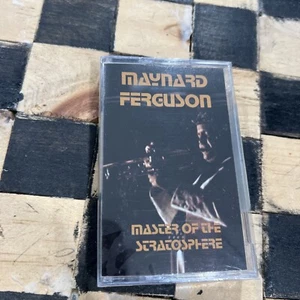 MAYNARD
FERGUSON
MASTER OF THE
STRATOSPHERE